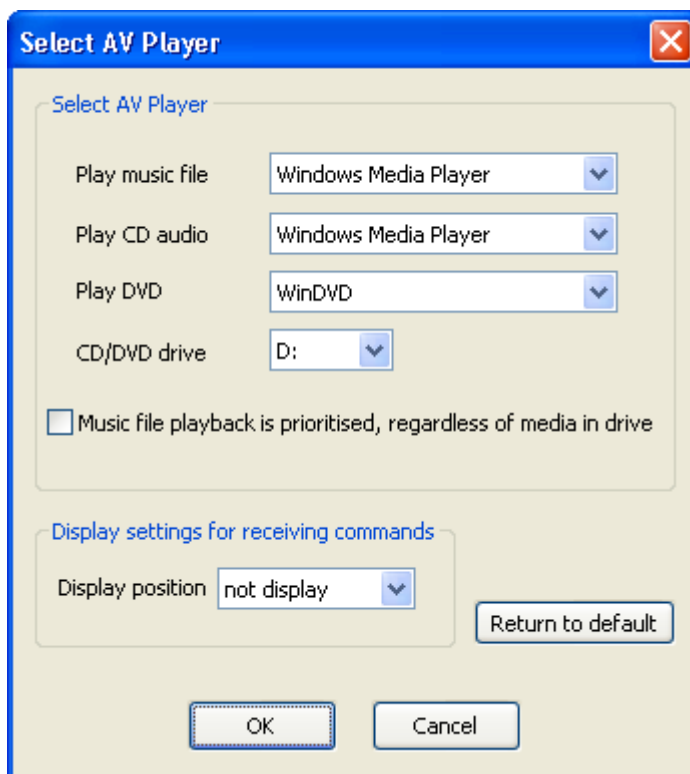 Select AV Player
Select AV Player
Play music file Windows Media Player
Play CD audio Windows Media Player
Play DVD WinDVD
CD/DVD drive D:
Music file playback is prioritised, regardless of media in drive
Display settings for receiving commands
Display position not display
Return to default
OK Cancel